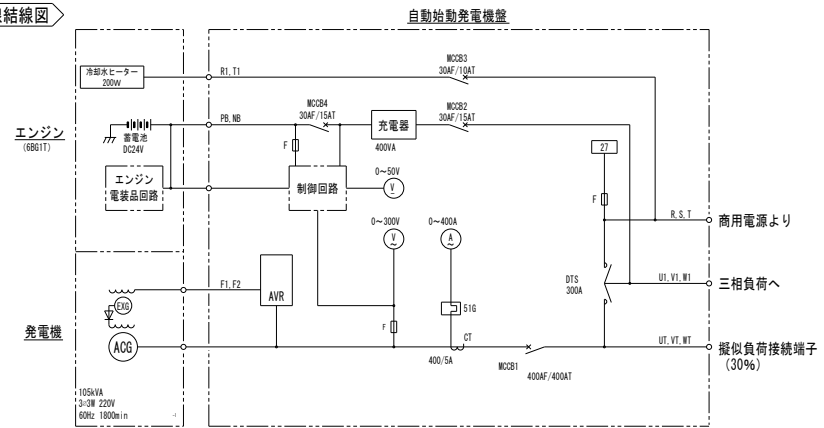 結線図
自動始動発電機盤
冷却水ヒーター
200W
R1,T1
MCCB3
30AF/10AT
エンジン
(6BG1T)
蓄電池
DC24V
PB,NB
MCCB4
30AF/15AT
充電器
400VA
MCCB2
30AF/15AT
F
27
エンジン
電装品回路
制御回路
0～50V
V
F
R,S,T
商用電源より
0～300V
V
～
0～400A
A
～
DTS
300A
U1,V1,W1
三相負荷へ
発電機
EXG
F1,F2
AVR
51G
F
ACG
CT
400/5A
MCCB1
400AF/400AT
UT,VT,WT
擬似負荷接続端子
(30%)
105kVA
3∅3W 220V
60Hz 1800min
-1